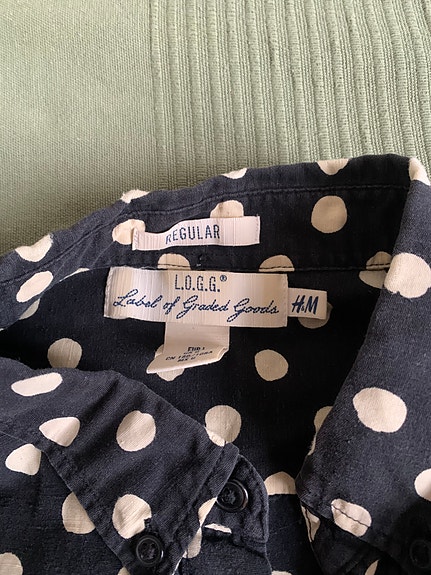 REGULAR
L.O.G.G.®
Label of Graded Goods
H&M